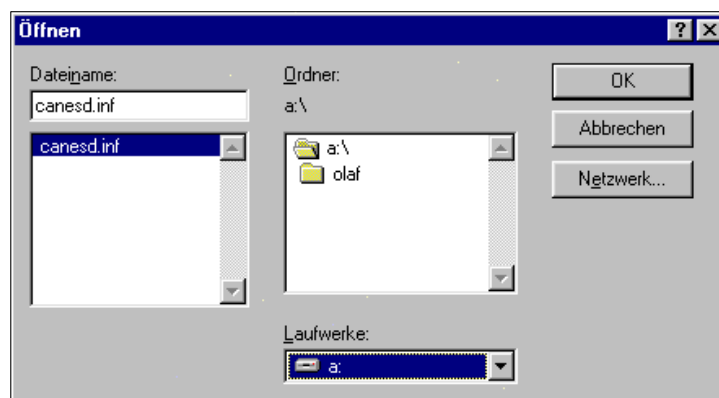 Öffnen
Dateiname:
canesd.inf
canesd.inf
Ordner:
a:\
a:\
olaf
Laufwerke:
a:
OK
Abbrechen
Netzwerk...